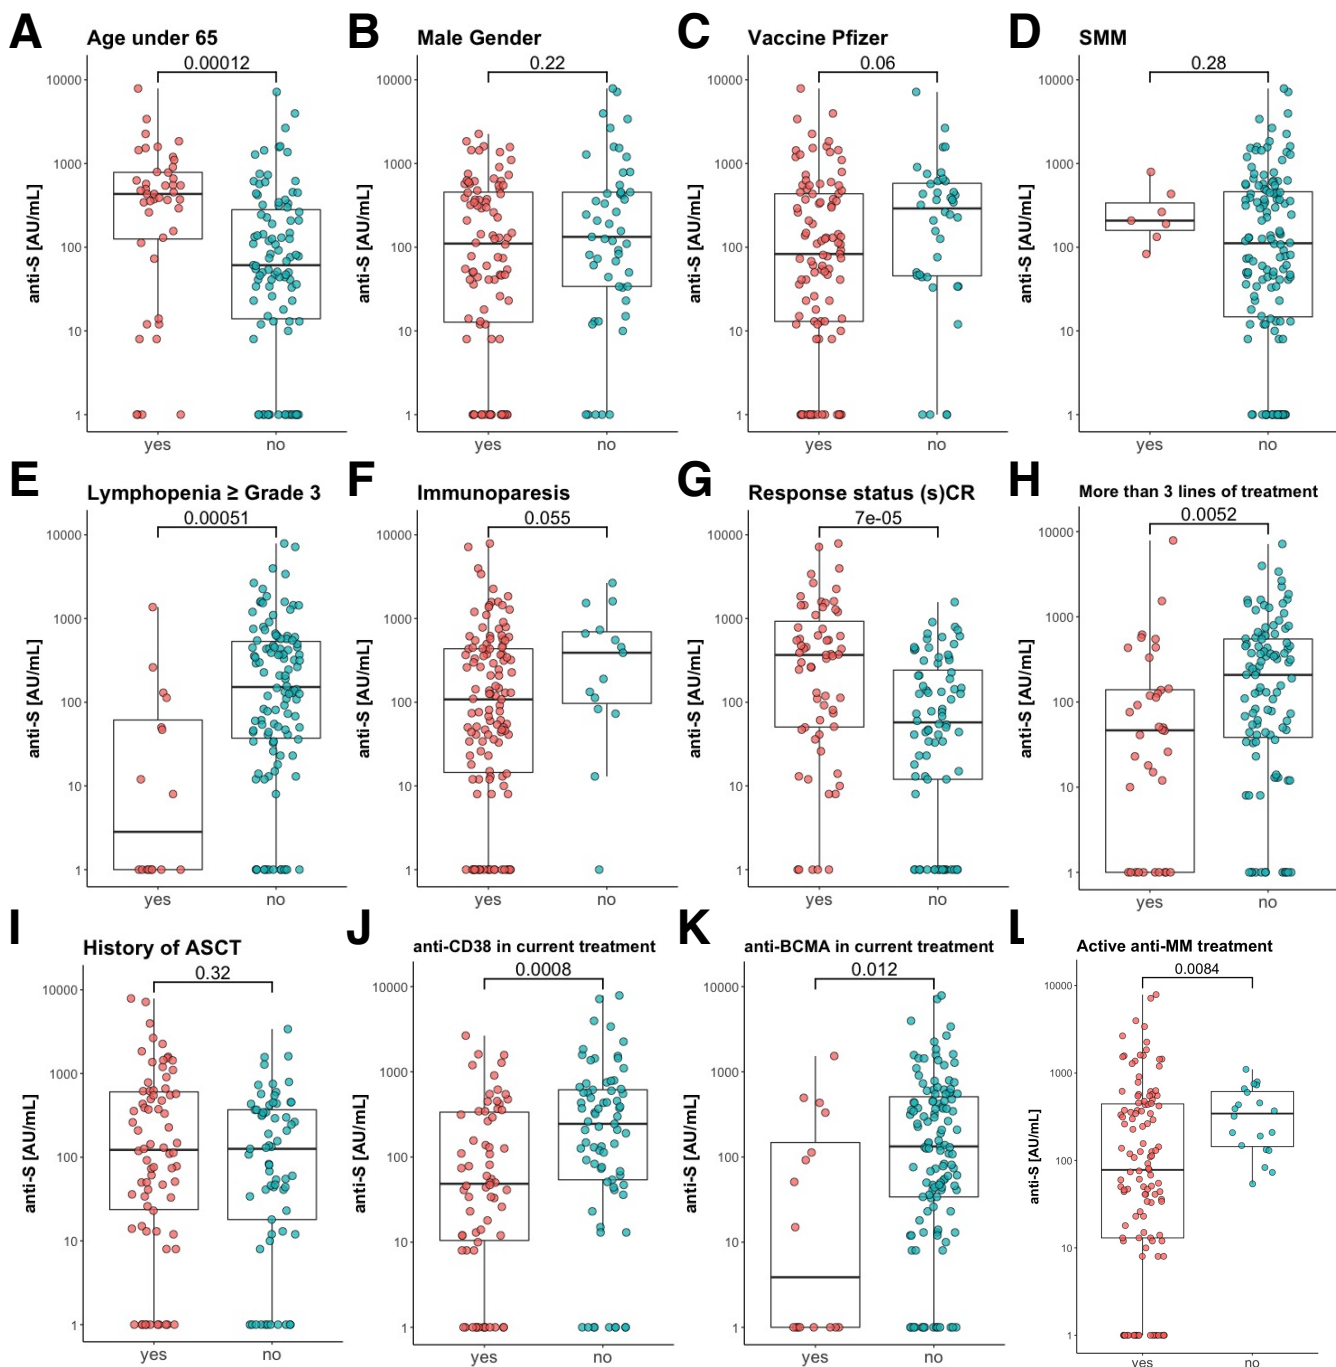 A
Age under 65
0.00012
anti-S [AU/mL]
10000
1000
100
10
1
yes
no
B
Male Gender
0.22
anti-S [AU/mL]
10000
1000
100
10
1
yes
no
C
Vaccine Pfizer
0.06
anti-S [AU/mL]
10000
1000
100
10
1
yes
no
D
SMM
0.28
anti-S [AU/mL]
10000
1000
100
10
1
yes
no
E
Lymphopenia ≥ Grade 3
0.00051
anti-S [AU/mL]
10000
1000
100
10
1
yes
no
F
Immunoparesis
0.055
anti-S [AU/mL]
10000
1000
100
10
1
yes
no
G
Response status (s)CR
7e-05
anti-S [AU/mL]
10000
1000
100
10
1
yes
no
H
More than 3 lines of treatment
0.0052
anti-S [AU/mL]
10000
1000
100
10
1
yes
no
I
History of ASCT
0.32
anti-S [AU/mL]
10000
1000
100
10
1
yes
no
J
anti-CD38 in current treatment
0.0008
anti-S [AU/mL]
10000
1000
100
10
1
yes
no
K
anti-BCMA in current treatment
0.012
anti-S [AU/mL]
10000
1000
100
10
1
yes
no
L
Active anti-MM treatment
0.0084
anti-S [AU/mL]
10000
1000
100
10
1
yes
no